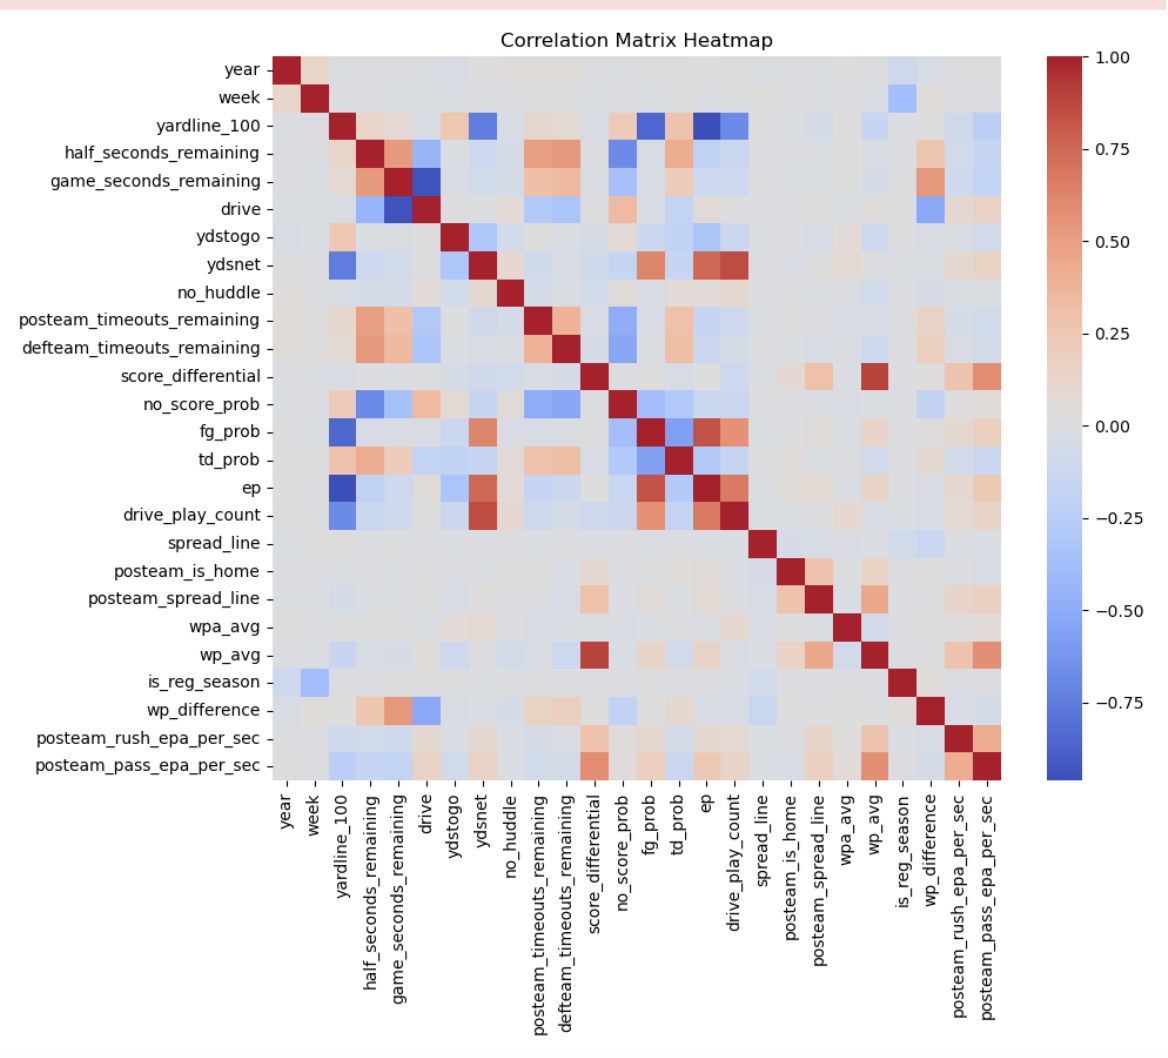 Correlation Matrix Heatmap
year
week
yardline_100
half_seconds_remaining
game_seconds_remaining
drive
ydstogo
ydsnet
no_huddle
posteam_timeouts_remaining
defteam_timeouts_remaining
score_differential
no_score_prob
fg_prob
td_prob
ep
drive_play_count
spread_line
posteam_is_home
posteam_spread_line
wpa_avg
wp_avg
is_reg_season
wp_difference
posteam_rush_epa_per_sec
posteam_pass_epa_per_sec
year
week
yardline_100
half_seconds_remaining
game_seconds_remaining
drive
ydstogo
ydsnet
no_huddle
posteam_timeouts_remaining
defteam_timeouts_remaining
score_differential
no_score_prob
fg_prob
td_prob
ep
drive_play_count
spread_line
posteam_is_home
posteam_spread_line
wpa_avg
wp_avg
is_reg_season
wp_difference
posteam_rush_epa_per_sec
posteam_pass_epa_per_sec
1.00
0.75
0.50
0.25
0.00
−0.25
−0.50
−0.75